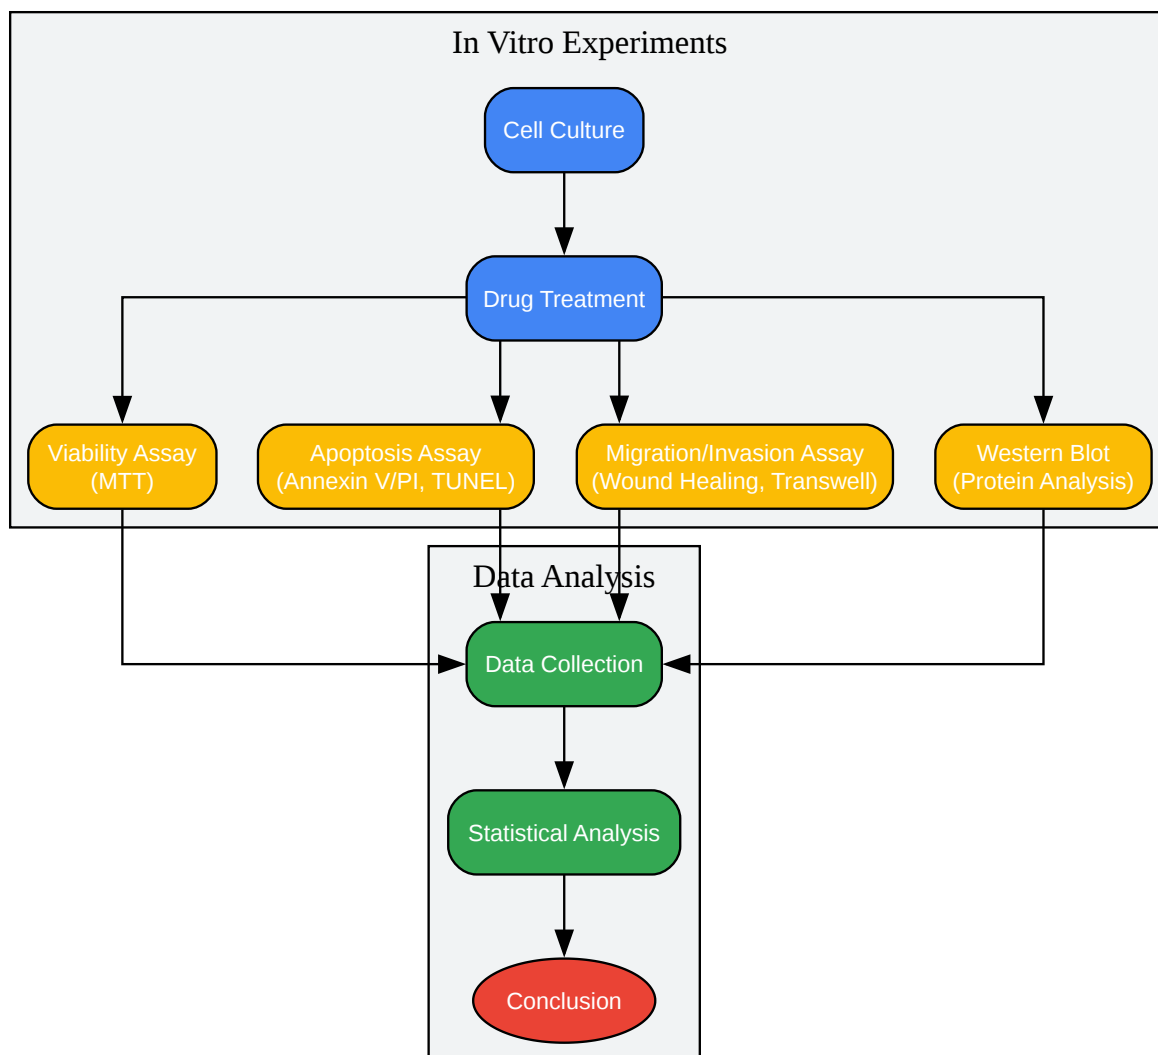 In Vitro Experiments
Cell Culture
Drug Treatment
Viability Assay
(MTT)
Apoptosis Assay
(Annexin V/PI, TUNEL)
Migration/Invasion Assay
(Wound Healing, Transwell)
Western Blot
(Protein Analysis)
Data Analysis
Data Collection
Statistical Analysis
Conclusion